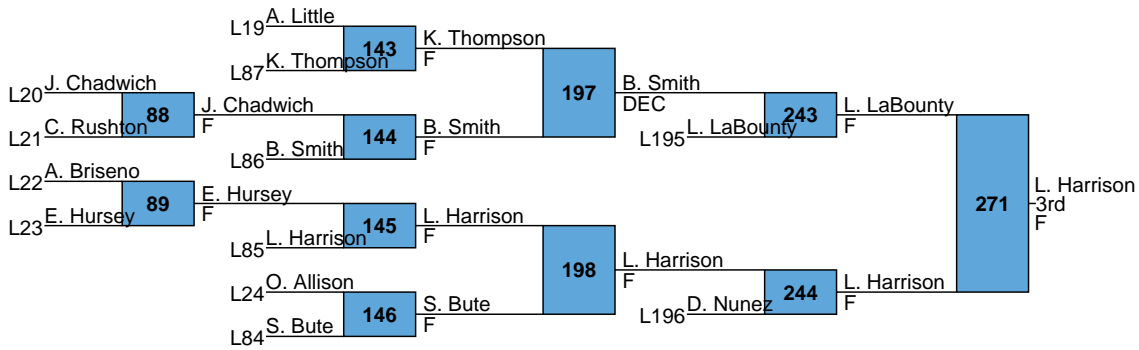 L19 A. Little
143
K. Thompson
F
L87 K. Thompson
197
B. Smith
DEC
L20 J. Chadwich
88
J. Chadwich
F
L21 C. Rushton
144
B. Smith
F
L86 B. Smith
243
L. LaBounty
F
L195 L. LaBounty
L22 A. Briseno
89
E. Hursey
F
L23 E. Hursey
145
L. Harrison
F
L85 L. Harrison
198
L. Harrison
F
L24 O. Allison
146
S. Bute
F
L84 S. Bute
244
L. Harrison
F
L196 D. Nunez
271
L. Harrison
3rd
F